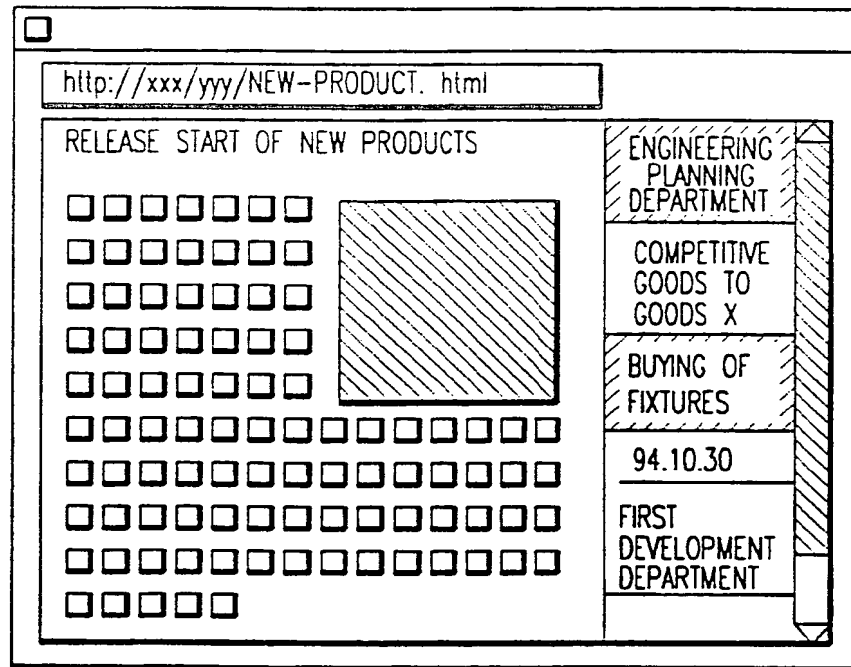 http://xxx/yyy/NEW-PRODUCT. html
RELEASE START OF NEW PRODUCTS
ENGINEERING
PLANNING
DEPARTMENT
COMPETITIVE
GOODS TO
GOODS X
BUYING OF
FIXTURES
94.10.30
FIRST
DEVELOPMENT
DEPARTMENT